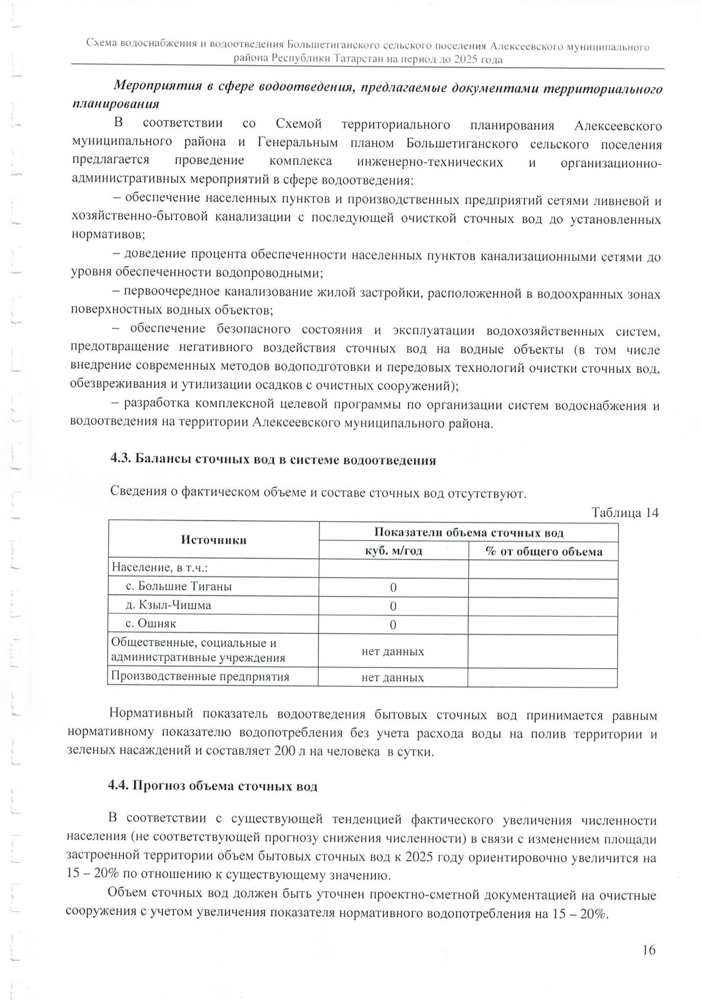 Схема водоснабжения и водоотведения Большетиганского сельского поселения Алексеевского муниципального
района Республики Татарстан на период до 2025 года
Мероприятия в сфере водоотведения, предлагаемые документами территориального
планирования
В соответствии со Схемой территориального планирования Алексеевского
муниципального района и Генеральным планом Большетиганского сельского поселения
предлагается проведение комплекса инженерно-технических и организационно-
административных мероприятий в сфере водоотведения:
– обеспечение населенных пунктов и производственных предприятий сетями ливневой и
хозяйственно-бытовой канализации с последующей очисткой сточных вод до установленных
нормативов;
– доведение процента обеспеченности населенных пунктов канализационными сетями до
уровня обеспеченности водопроводными;
– первоочередное канализование жилой застройки, расположенной в водоохранных зонах
поверхностных водных объектов;
– обеспечение безопасного состояния и эксплуатации водохозяйственных систем,
предотвращение негативного воздействия сточных вод на водные объекты (в том числе
внедрение современных методов водоподготовки и передовых технологий очистки сточных вод,
обезвреживания и утилизации осадков с очистных сооружений);
– разработка комплексной целевой программы по организации систем водоснабжения и
водоотведения на территории Алексеевского муниципального района.
4.3. Балансы сточных вод в системе водоотведения
Сведения о фактическом объеме и составе сточных вод отсутствуют.
Таблица 14
Источники
Показатели объема сточных вод
куб. м/год
% от общего объема
Население, в т.ч.:
с. Большие Тиганы
0
д. Кзыл-Чишма
0
с. Ошняк
0
Общественные, социальные и
административные учреждения
нет данных
Производственные предприятия
нет данных
Нормативный показатель водоотведения бытовых сточных вод принимается равным
нормативному показателю водопотребления без учета расхода воды на полив территории и
зеленых насаждений и составляет 200 л на человека в сутки.
4.4. Прогноз объема сточных вод
В соответствии с существующей тенденцией фактического увеличения численности
населения (не соответствующей прогнозу снижения численности) в связи с изменением площади
застроенной территории объем бытовых сточных вод к 2025 году ориентировочно увеличится на
15 – 20% по отношению к существующему значению.
Объем сточных вод должен быть уточнен проектно-сметной документацией на очистные
сооружения с учетом увеличения показателя нормативного водопотребления на 15 – 20%.
16